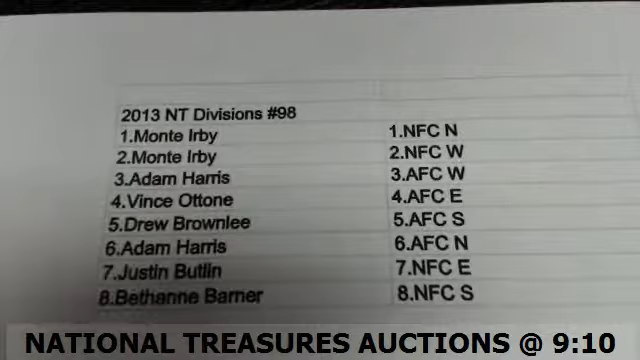 2013 NT Divisions #98
1.Monte Irby 1.NFC N
2.Monte Irby 2.NFC W
3.Adam Harris 3.AFC W
4.Vince Ottone 4.AFC E
5.Drew Brownlee 5.AFC S
6.Adam Harris 6.AFC N
7.Justin Butlin 7.NFC E
8.Bethanne Barner 8.NFC S
NATIONAL TREASURES AUCTIONS @ 9:10